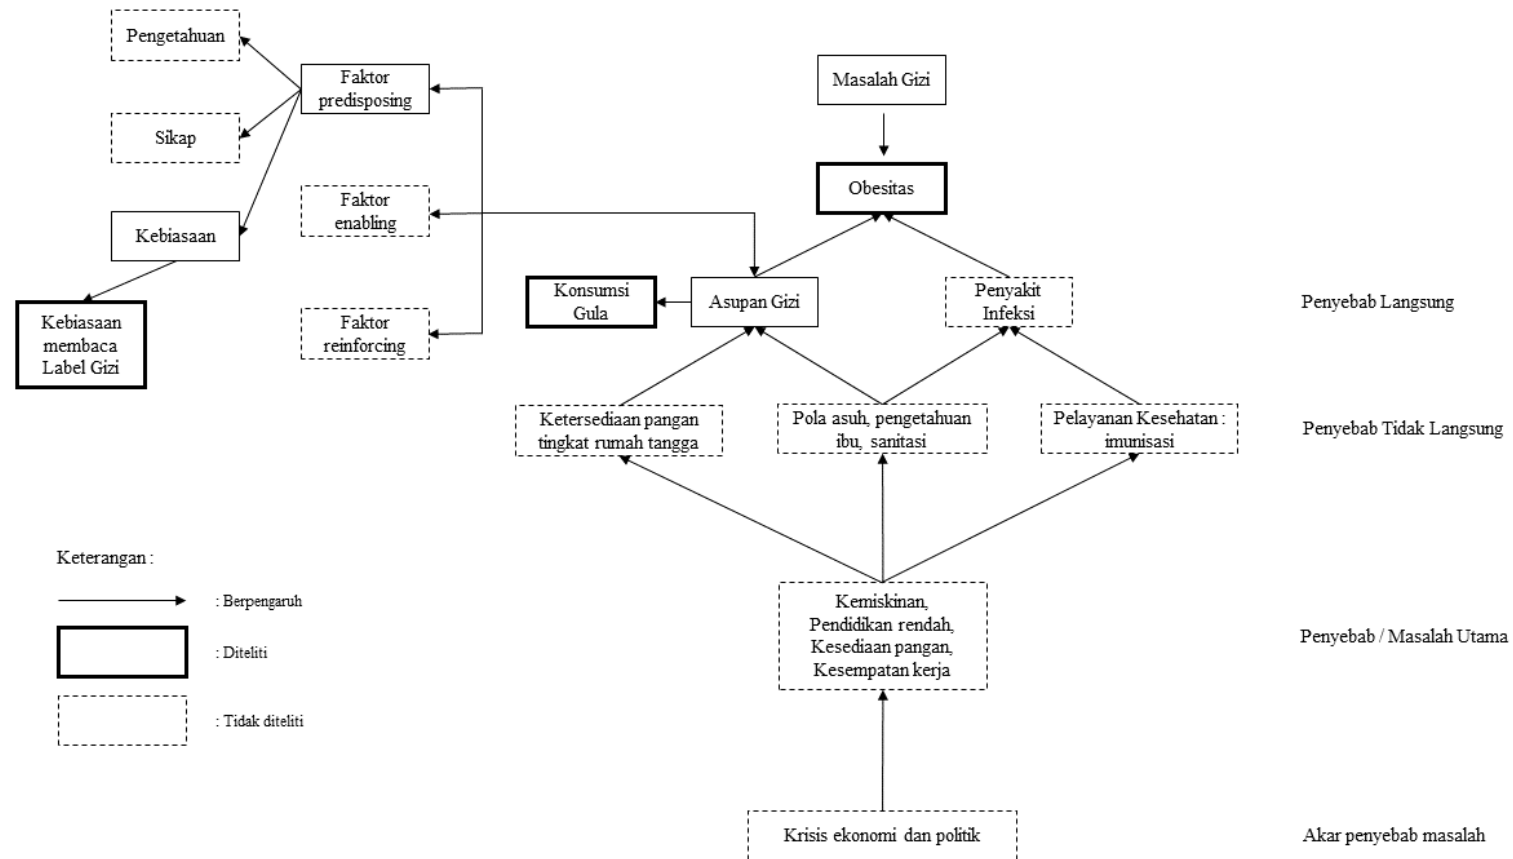 Pengetahuan
Faktor
predisposing
Masalah Gizi
Sikap
Obesitas
Faktor
enabling
Kebiasaan
Konsumsi
Gula
Asupan Gizi
Penyakit
Infeksi
Penyebab Langsung
Kebiasaan
membaca
Label Gizi
Faktor
reinforcing
Ketersediaan pangan
tingkat rumah tangga
Pola asuh, pengetahuan
ibu, sanitasi
Pelayanan Kesehatan :
imunisasi
Penyebab Tidak Langsung
Keterangan :
: Berpengaruh
: Diteliti
: Tidak diteliti
Kemiskinan,
Pendidikan rendah,
Kesediaan pangan,
Kesempatan kerja
Penyebab / Masalah Utama
Krisis ekonomi dan politik
Akar penyebab masalah